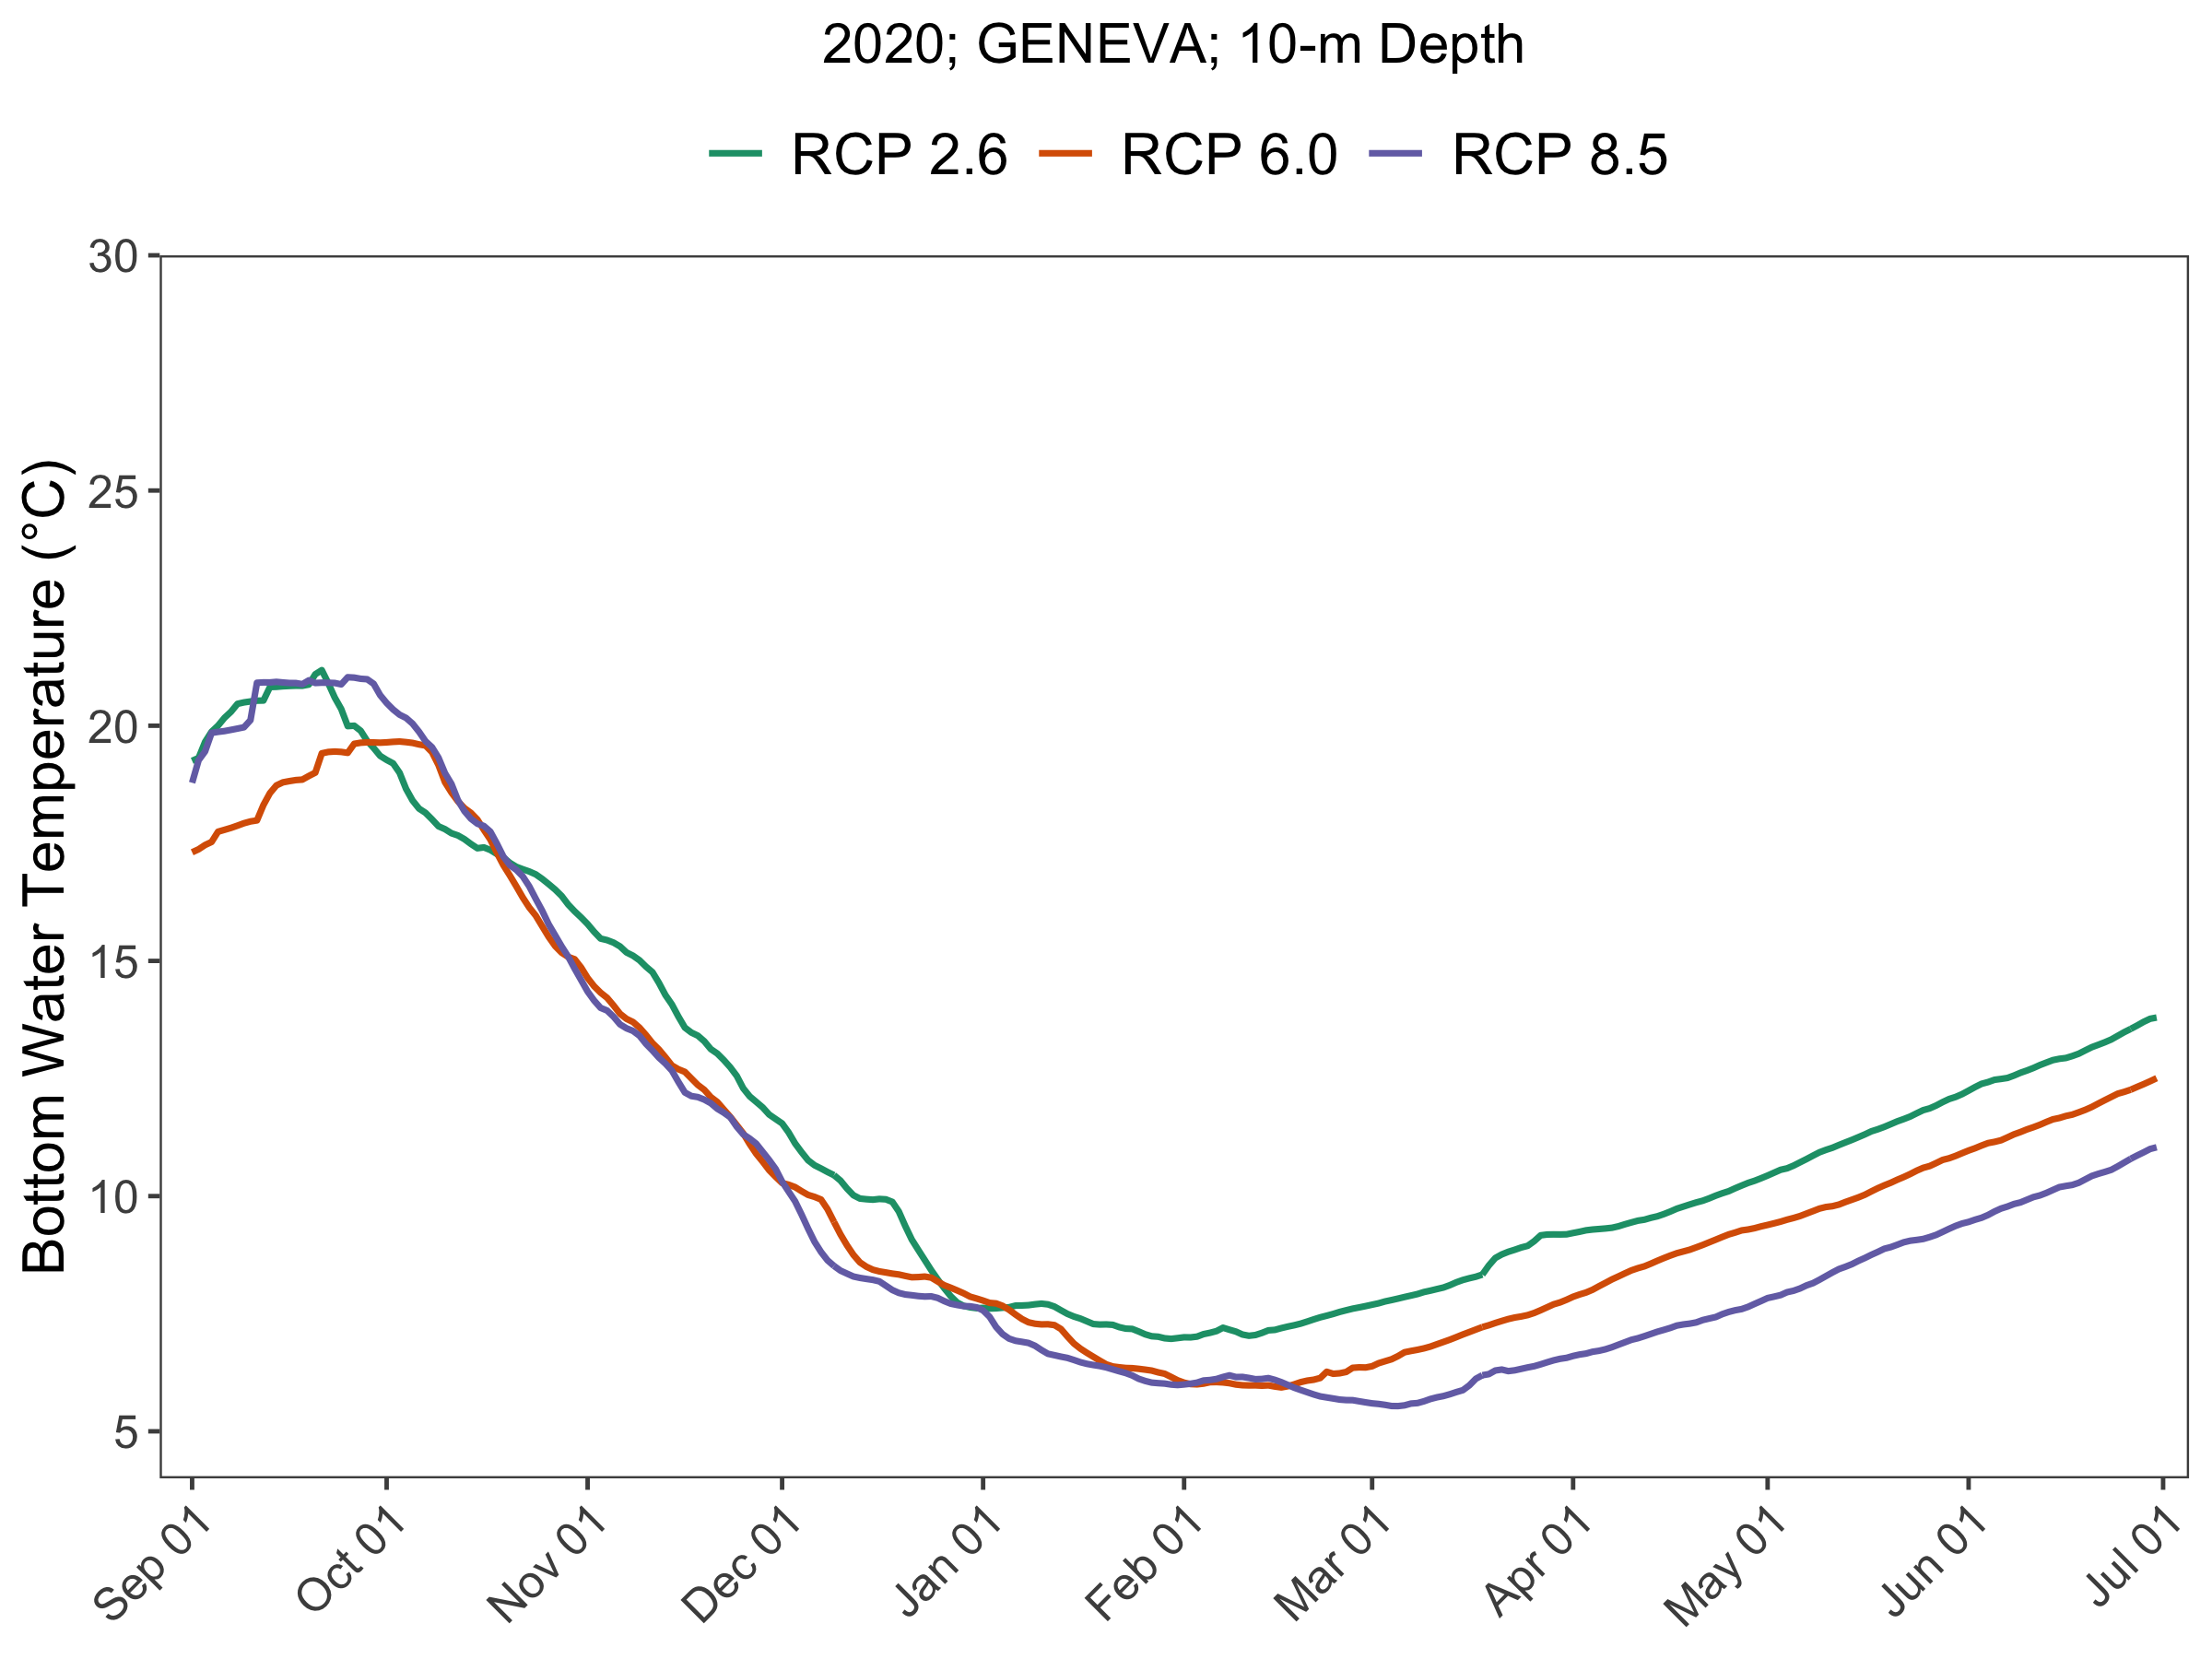 2020; GENEVA; 10-m Depth
RCP 2.6 RCP 6.0 RCP 8.5
Bottom Water Temperature (°C)
30
25
20
15
10
5
Sep 01 Oct 01 Nov 01 Dec 01 Jan 01 Feb 01 Mar 01 Apr 01 May 01 Jun 01 Jul 01